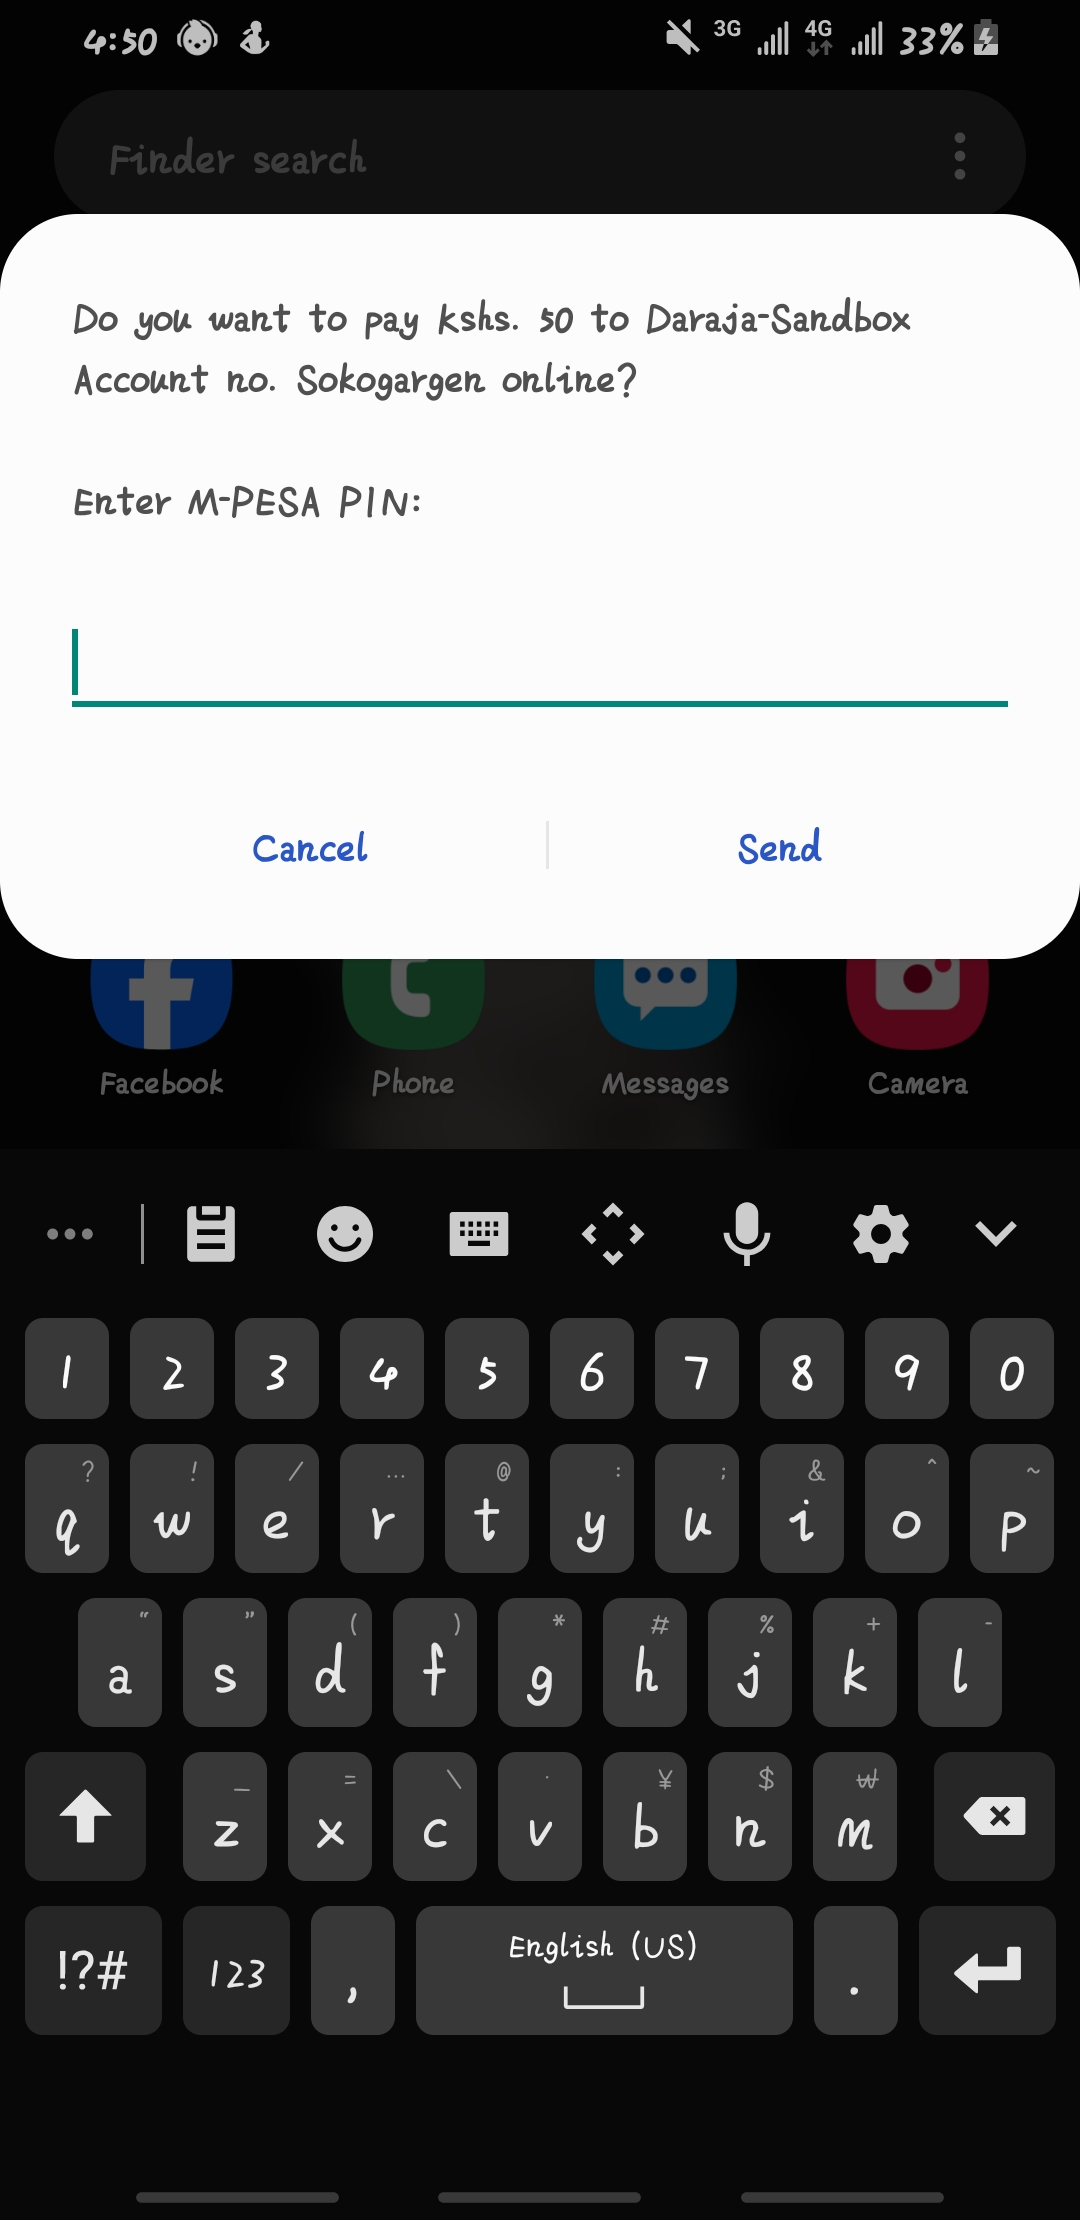 4:50 3G 4G 33%
Finder search
Do you want to pay kshs. 50 to Daraja-Sandbox
Account no. Sokogargen online?
Enter M-PESA PIN:
Cancel Send
Facebook Phone Messages Camera
1 2 3 4 5 6 7 8 9 0
? ! / ... @ : ; & ^ ~
q w e r t y u i o p
“ ” ( ) * # % + -
a s d f g h j k l
_ = \ · ¥ $ ₩
z x c v b n m
!?# 123 , English (US) .